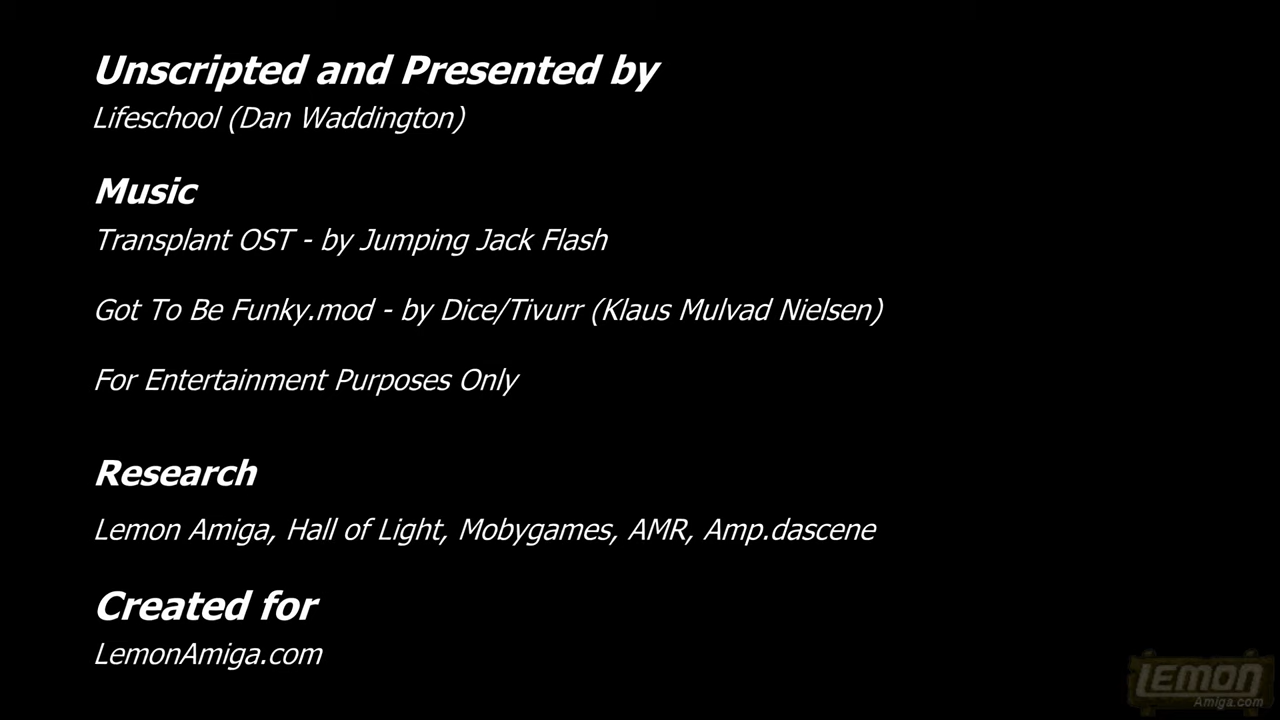 Unscripted and Presented by
Lifeschool (Dan Waddington)
Music
Transplant OST - by Jumping Jack Flash
Got To Be Funky.mod - by Dice/Tivurr (Klaus Mulvad Nielsen)
For Entertainment Purposes Only
Research
Lemon Amiga, Hall of Light, Mobygames, AMR, Amp.dascene
Created for
LemonAmiga.com
LEMON
Amiga.com